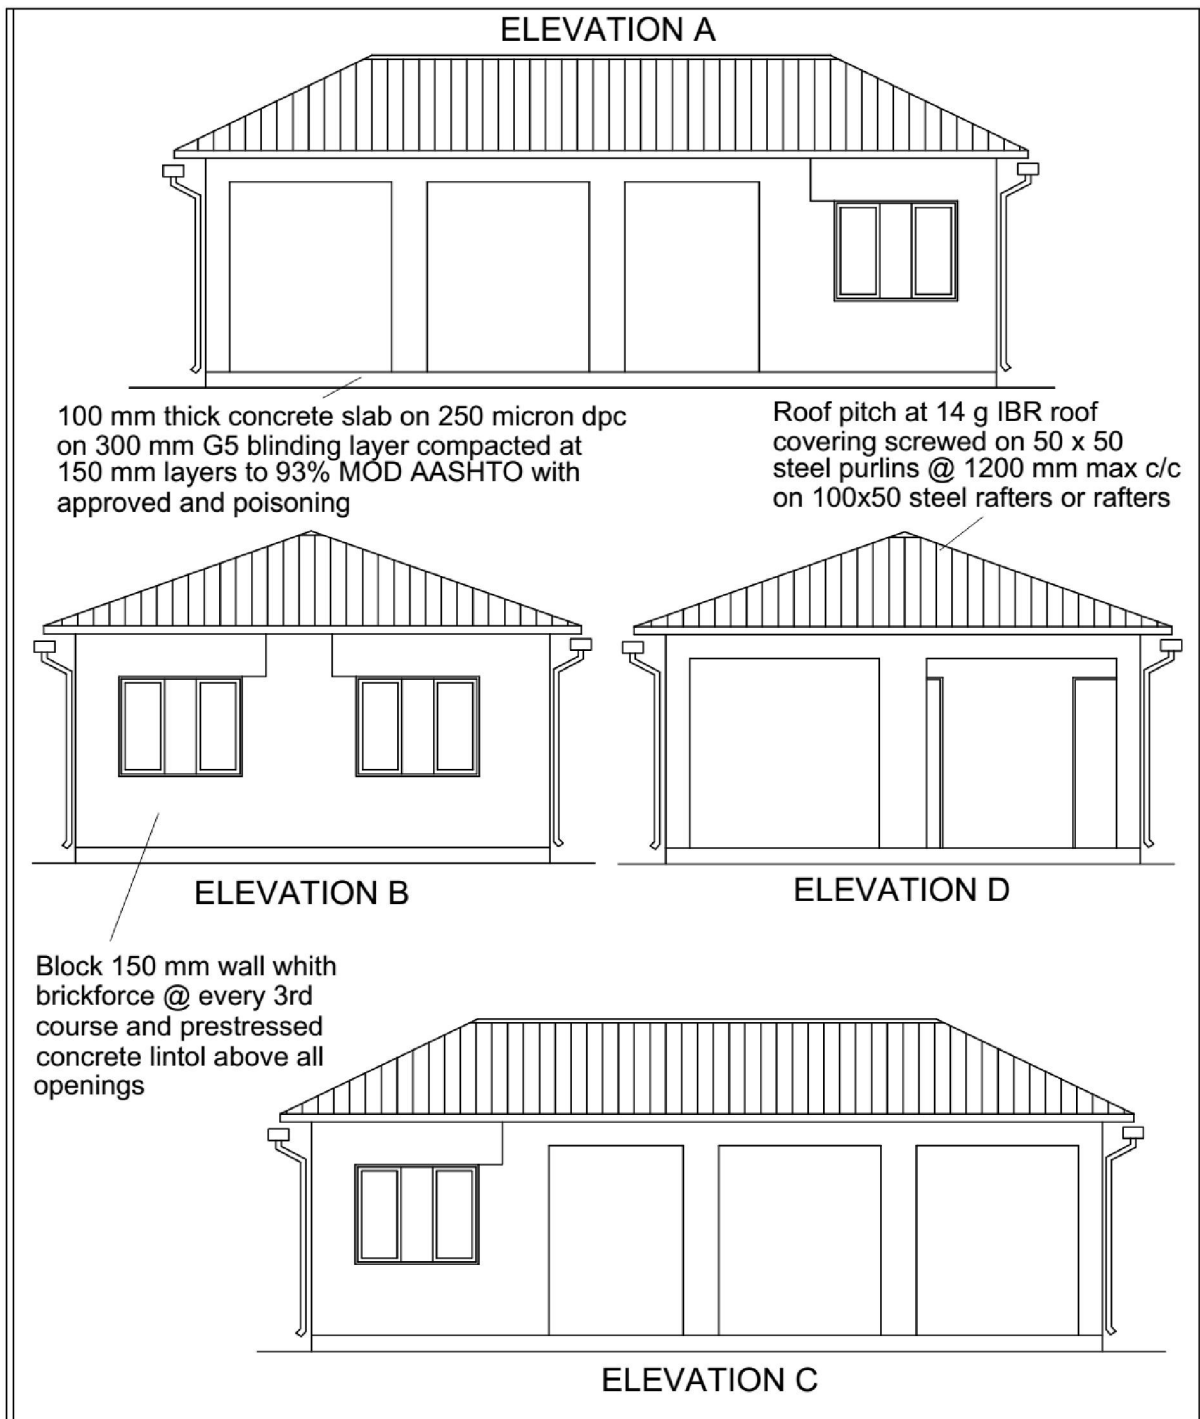 ELEVATION A
100 mm thick concrete slab on 250 micron dpc
on 300 mm G5 blinding layer compacted at
150 mm layers to 93% MOD AASHTO with
approved and poisoning
Roof pitch at 14 g IBR roof
covering screwed on 50 x 50
steel purlins @ 1200 mm max c/c
on 100x50 steel rafters or rafters
ELEVATION B
ELEVATION D
Block 150 mm wall whith
brickforce @ every 3rd
course and prestressed
concrete lintol above all
openings
ELEVATION C